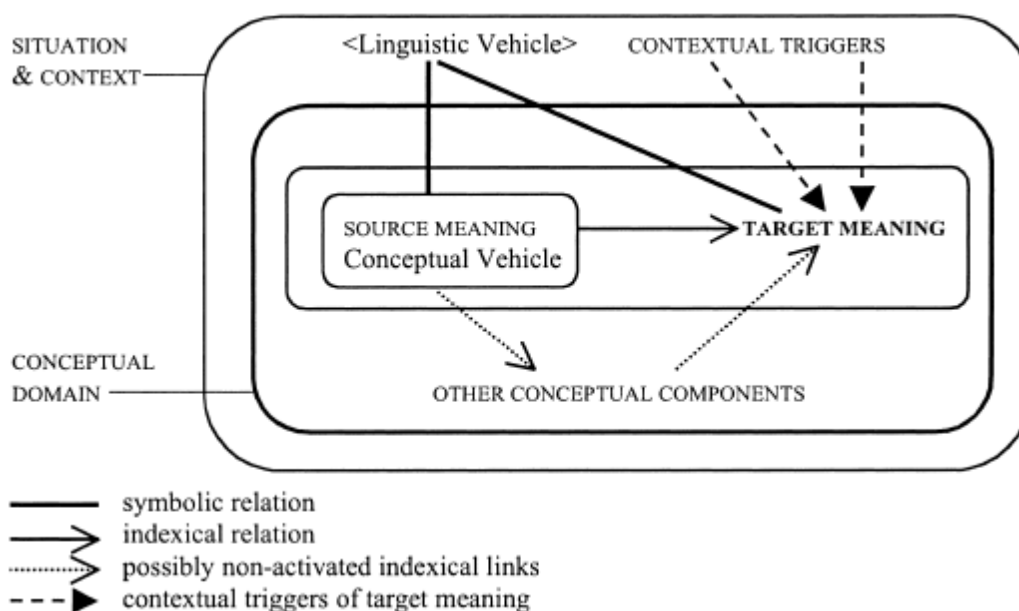 SITUATION
& CONTEXT
<Linguistic Vehicle>
CONTEXTUAL TRIGGERS
SOURCE MEANING
Conceptual Vehicle
TARGET MEANING
CONCEPTUAL
DOMAIN
OTHER CONCEPTUAL COMPONENTS
symbolic relation
indexical relation
possibly non-activated indexical links
contextual triggers of target meaning